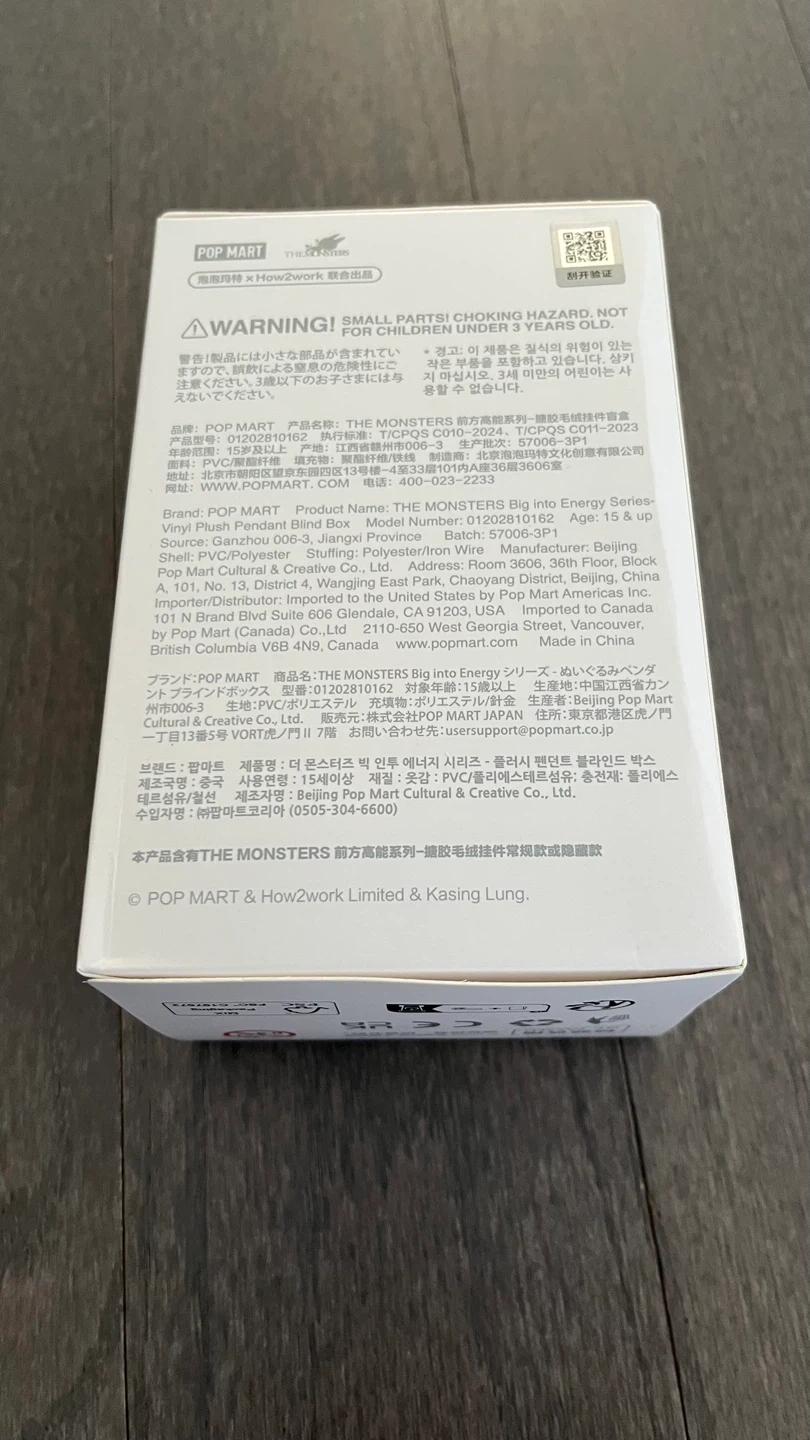 POP MART THE MONSTERS
泡泡玛特 × How2work 联合出品
刮开验证
WARNING! SMALL PARTS! CHOKING HAZARD. NOT
FOR CHILDREN UNDER 3 YEARS OLD.
警告!製品には小さな部品が含まれてい
ますので、誤飲による窒息の危険性にご
注意ください。3歳以下のお子さまには与
えないでください。
* 경고: 이 제품은 질식의 위험이 있는
작은 부품을 포함하고 있습니다. 삼키
지 마십시오. 3세 미만의 어린이는 사
용할 수 없습니다.
品牌: POP MART 产品名称: THE MONSTERS 前方高能系列-搪胶毛绒挂件盲盒
产品型号: 01202810162 执行标准: T/CPQS C010-2024、T/CPQS C011-2023
年龄范围: 15岁及以上 产地: 江西省赣州市006-3 生产批次: 57006-3P1
面料: PVC/聚酯纤维 填充物: 聚酯纤维/铁线 制造商: 北京泡泡玛特文化创意有限公司
地址: 北京市朝阳区望京东园四区13号楼-4至33层101内A座36层3606室
网址: WWW.POPMART. COM 电话: 400-023-2233
Brand: POP MART Product Name: THE MONSTERS Big into Energy Series-
Vinyl Plush Pendant Blind Box Model Number: 01202810162 Age: 15 & up
Source: Ganzhou 006-3, Jiangxi Province Batch: 57006-3P1
Shell: PVC/Polyester Stuffing: Polyester/Iron Wire Manufacturer: Beijing
Pop Mart Cultural & Creative Co., Ltd. Address: Room 3606, 36th Floor, Block
A, 101, No. 13, District 4, Wangjing East Park, Chaoyang District, Beijing, China
Importer/Distributor: Imported to the United States by Pop Mart Americas Inc.
101 N Brand Blvd Suite 606 Glendale, CA 91203, USA Imported to Canada
by Pop Mart (Canada) Co.,Ltd 2110-650 West Georgia Street, Vancouver,
British Columbia V6B 4N9, Canada www.popmart.com Made in China
ブランド:POP MART 商品名:THE MONSTERS Big into Energy シリーズ - ぬいぐるみペンダ
ント ブラインドボックス 型番:01202810162 対象年齢:15歳以上 生産地:中国江西省カン
州市006-3 生地:PVC/ポリエステル 充填物:ポリエステル/針金 生産者:Beijing Pop Mart
Cultural & Creative Co., Ltd. 販売元:株式会社POP MART JAPAN 住所:東京都港区虎ノ門
一丁目13番5号 VORT虎ノ門Ⅱ 7階 お問い合わせ先:usersupport@popmart.co.jp
브랜드 : 팝마트 제품명 : 더 몬스터즈 빅 인투 에너지 시리즈 - 플러시 펜던트 블라인드 박스
제조국명 : 중국 사용연령 : 15세이상 재질 : 옷감 : PVC/폴리에스테르섬유; 충전재: 폴리에스
테르섬유/철선 제조자명 : Beijing Pop Mart Cultural & Creative Co., Ltd.
수입자명 : ㈜팝마트코리아 (0505-304-6600)
本产品含有THE MONSTERS 前方高能系列-搪胶毛绒挂件常规款或隐藏款
© POP MART & How2work Limited & Kasing Lung.
MIX
Packaging
FSC